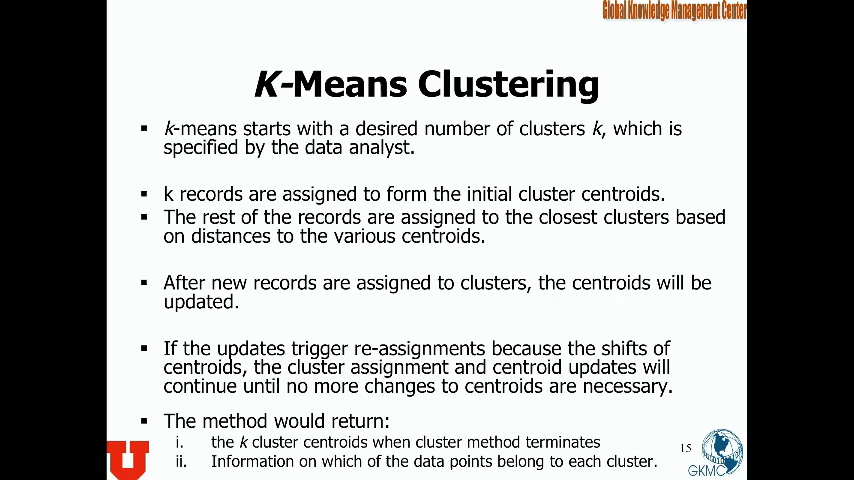 Global Knowledge Management Center
K-Means Clustering
▪ k-means starts with a desired number of clusters k, which is
specified by the data analyst.
▪ k records are assigned to form the initial cluster centroids.
▪ The rest of the records are assigned to the closest clusters based
on distances to the various centroids.
▪ After new records are assigned to clusters, the centroids will be
updated.
▪ If the updates trigger re-assignments because the shifts of
centroids, the cluster assignment and centroid updates will
continue until no more changes to centroids are necessary.
▪ The method would return:
i. the k cluster centroids when cluster method terminates
ii. Information on which of the data points belong to each cluster.
15
U
GKMC